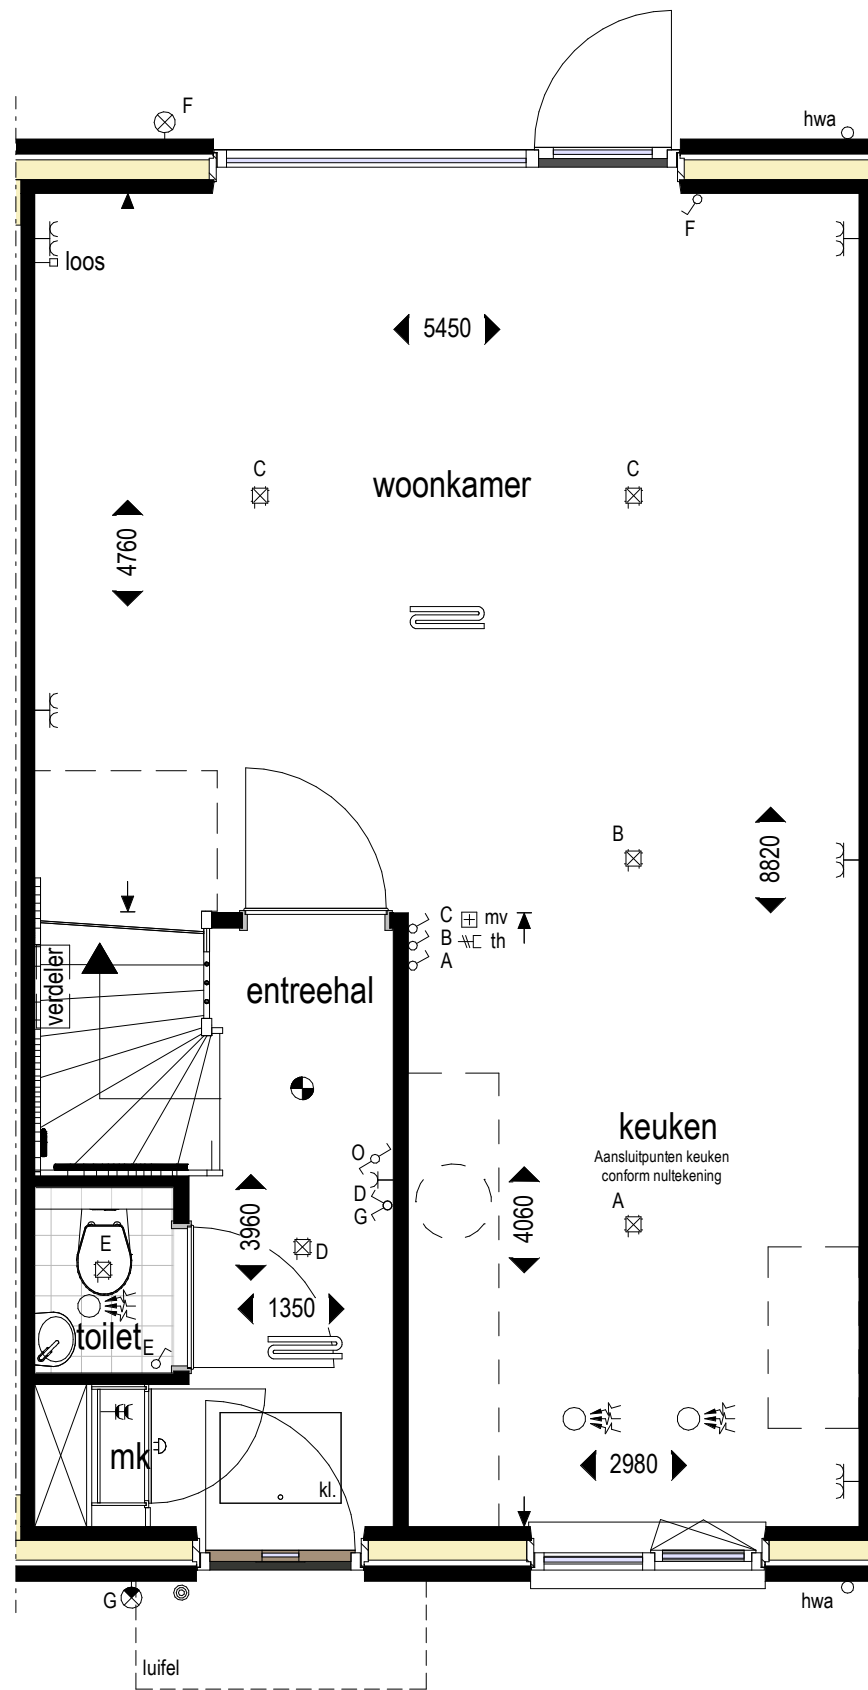 F
hwa
F
loos
5450
C
C
woonkamer
4760
B
8820
C mv
B th
A
verdeler
entreehal
keuken
Aansluitpunten keuken
conform nultekening
O
D
G
A
E
3960
4060
D
1350
toilet
E
mk
2980
kl.
G
hwa
luifel